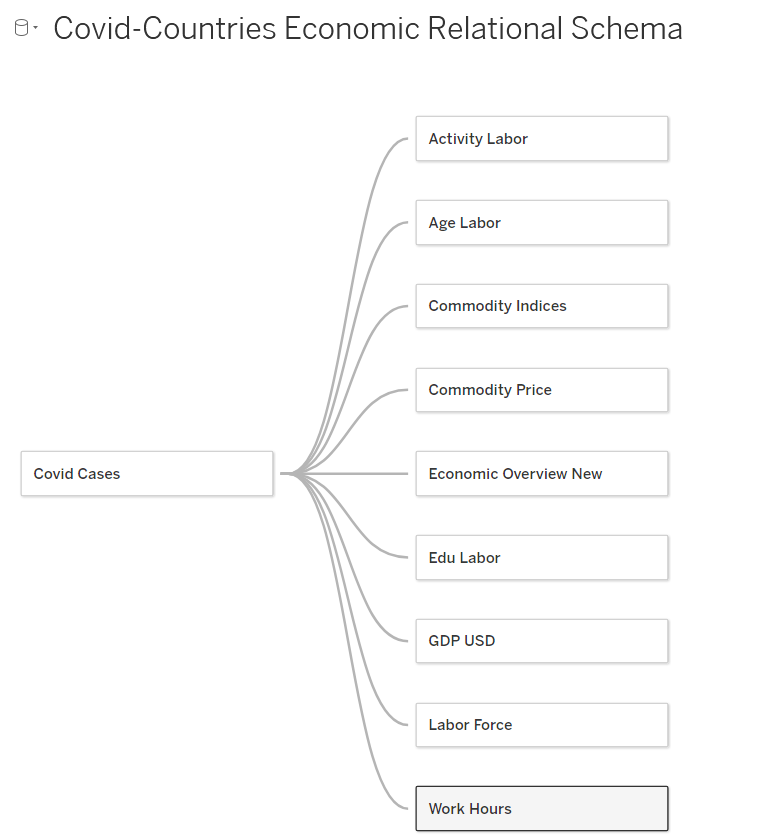 Covid-Countries Economic Relational Schema
Activity Labor
Age Labor
Commodity Indices
Commodity Price
Covid Cases
Economic Overview New
Edu Labor
GDP USD
Labor Force
Work Hours